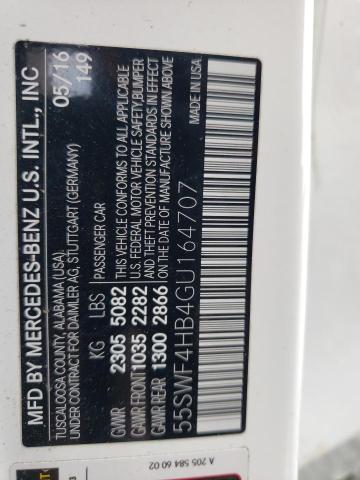 MFD BY MERCEDES-BENZ U.S. INTL., INC
TUSCALOOSA COUNTY, ALABAMA (USA)
UNDER CONTRACT FOR DAIMLER AG, STUTTGART (GERMANY)
05/16
149
KG LBS
GWR 2305 5082
GAWR FRONT 1035 2282
GAWR REAR 1300 2866
PASSENGER CAR
THIS VEHICLE CONFORMS TO ALL APPLICABLE
U.S. FEDERAL MOTOR VEHICLE SAFETY, BUMPER
AND THEFT PREVENTION STANDARDS IN EFFECT
ON THE DATE OF MANUFACTURE SHOWN ABOVE
55SWF4HB4GU164707
MADE IN USA
A 205 584 60 02